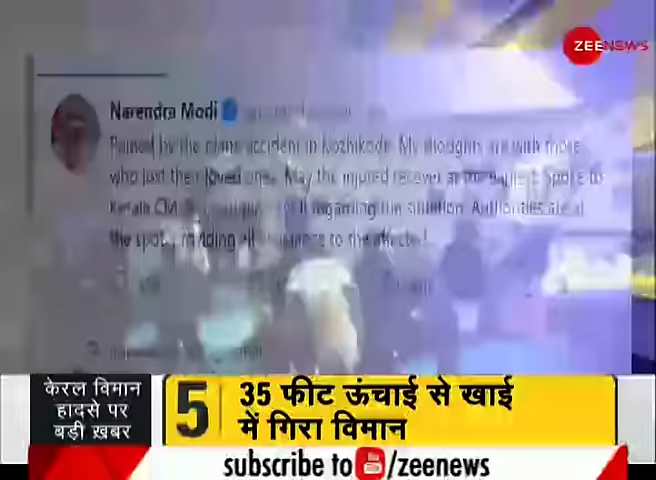 ZEE NEWS
Narendra Modi
Pained by the plane accident in Kozhikode. My thoughts are with those
who lost their loved ones. May the injured recover at the earliest. Spoke to
Kerala CM regarding the situation. Authorities are at
the spot, providing all assistance to the affected.
केरल विमान
हादसे पर
बड़ी ख़बर
5
35 फीट ऊंचाई से खाई
में गिरा विमान
subscribe to /zeenews